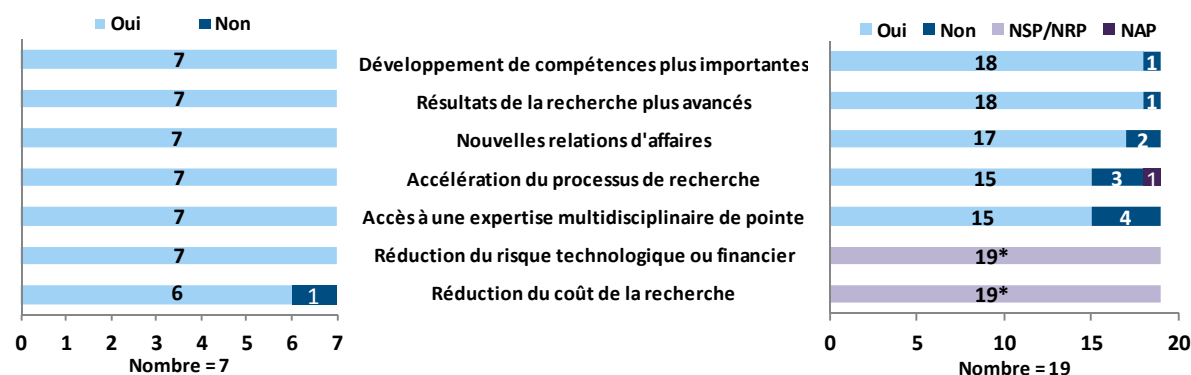 Oui Non
Oui Non NSP/NRP NAP
7 Développement de compétences plus importantes 18 1
7 Résultats de la recherche plus avancés 18 1
7 Nouvelles relations d'affaires 17 2
7 Accélération du processus de recherche 15 3 1
7 Accès à une expertise multidisciplinaire de pointe 15 4
7 Réduction du risque technologique ou financier 19*
6 1 Réduction du coût de la recherche 19*
0 1 2 3 4 5 6 7 0 5 10 15 20
Nombre = 7 Nombre = 19